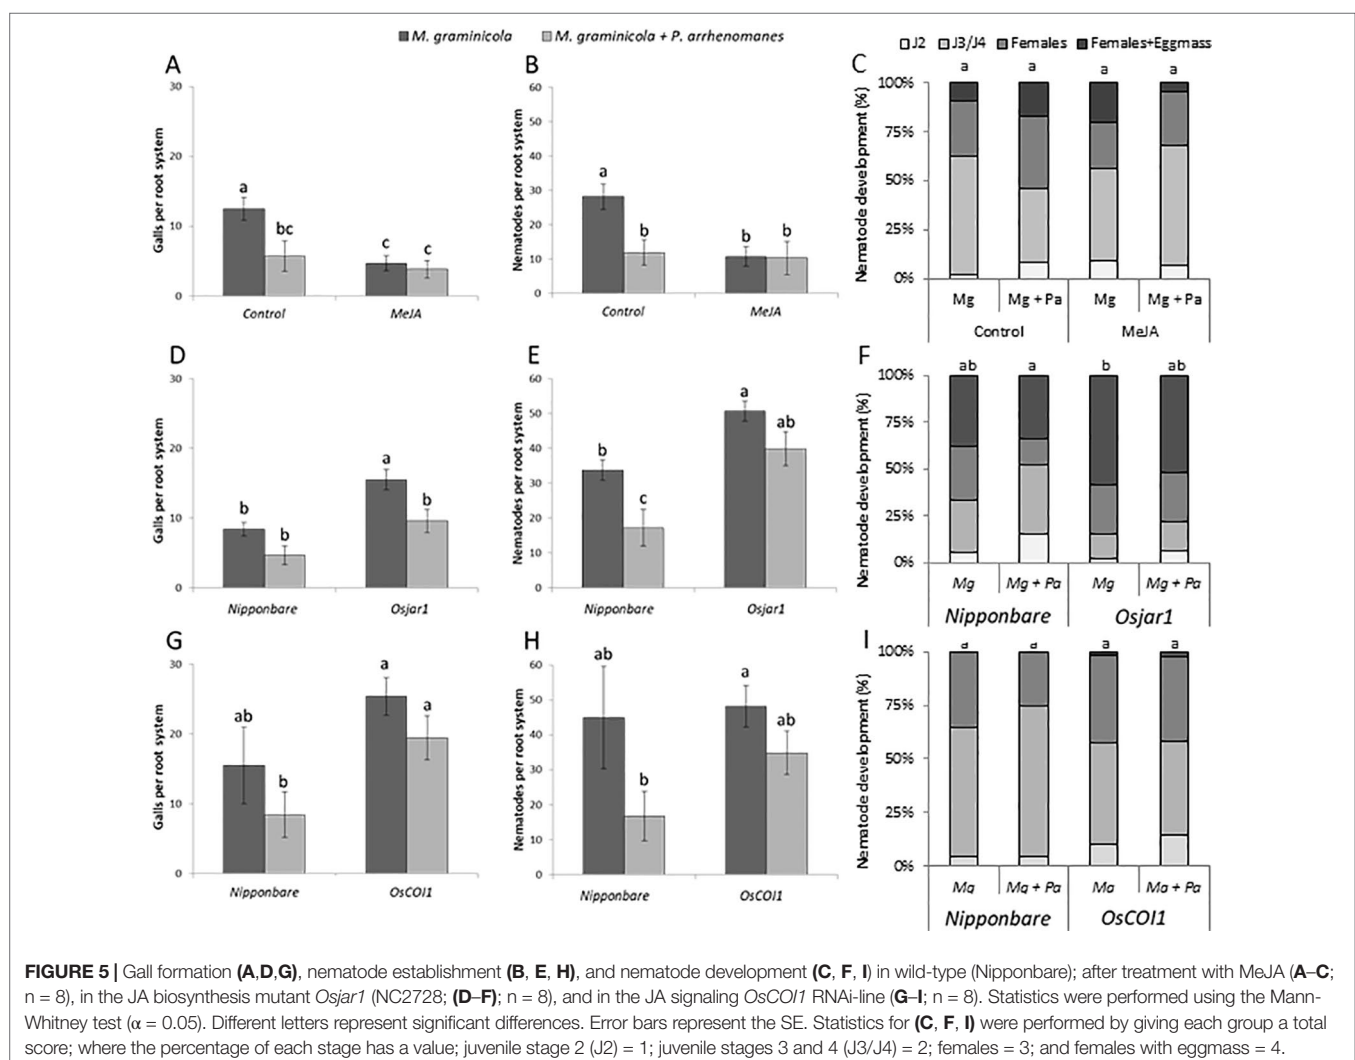 M. graminicola M. graminicola + P. arrhenomanes
J2 J3/J4 Females Females+Eggmass
A
Galls per root system
30
20
10
0
a
bc
c
c
Control MeJA
B
Nematodes per root system
60
50
40
30
20
10
0
a
b
b
b
Control MeJA
C
Nematode development (%)
100%
75%
50%
25%
0%
a a a a
Mg Mg + Pa Mg Mg + Pa
Control MeJA
D
Galls per root system
30
20
10
0
b
b
a
b
Nipponbare Osjar1
E
Nematodes per root system
60
50
40
30
20
10
0
b
c
a
ab
Nipponbare Osjar1
F
Nematode development (%)
100%
75%
50%
25%
0%
ab a b ab
Mg Mg + Pa Mg Mg + Pa
Nipponbare Osjar1
G
Galls per root system
30
20
10
0
ab
b
a
a
Nipponbare OsCOI1
H
Nematodes per root system
60
50
40
30
20
10
0
ab
b
a
ab
Nipponbare OsCOI1
I
Nematode development (%)
100%
75%
50%
25%
0%
a a a a
Mg Mg + Pa Mg Mg + Pa
Nipponbare OsCOI1
FIGURE 5 | Gall formation (A,D,G), nematode establishment (B, E, H), and nematode development (C, F, I) in wild-type (Nipponbare); after treatment with MeJA (A–C;
n = 8), in the JA biosynthesis mutant Osjar1 (NC2728; (D–F); n = 8), and in the JA signaling OsCOI1 RNAi-line (G–I; n = 8). Statistics were performed using the Mann-
Whitney test (α = 0.05). Different letters represent significant differences. Error bars represent the SE. Statistics for (C, F, I) were performed by giving each group a total
score; where the percentage of each stage has a value; juvenile stage 2 (J2) = 1; juvenile stages 3 and 4 (J3/J4) = 2; females = 3; and females with eggmass = 4.